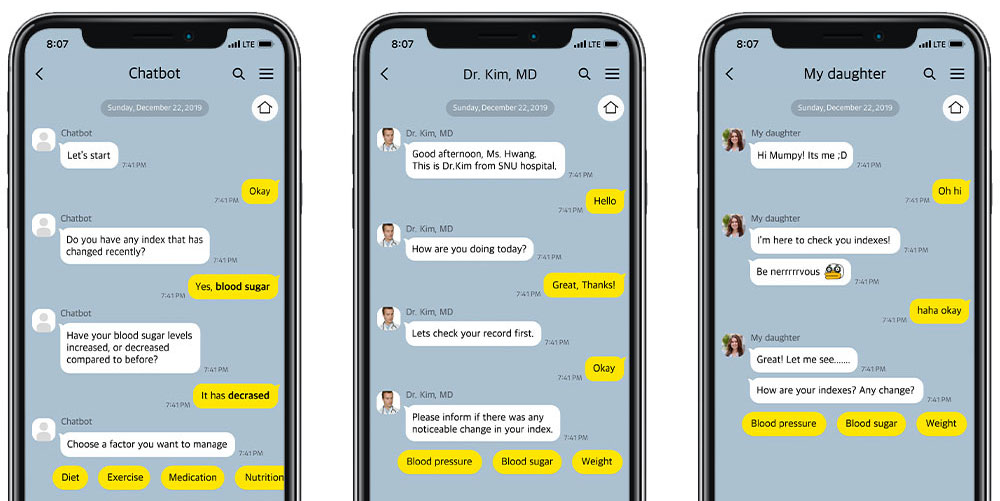 8:07
LTE
Chatbot
Sunday, December 22, 2019
Chatbot
Let's start
7:41 PM
Okay
7:41 PM
Chatbot
Do you have any index that has
changed recently?
7:41 PM
Yes, blood sugar
7:41 PM
Chatbot
Have your blood sugar levels
increased, or decreased
compared to before?
7:41 PM
It has decrased
7:41 PM
Chatbot
Choose a factor you want to manage
7:41 PM
Diet
Exercise
Medication
Nutrition
8:07
LTE
Dr. Kim, MD
Sunday, December 22, 2019
Dr. Kim, MD
Good afternoon, Ms. Hwang.
This is Dr.Kim from SNU hospital.
7:41 PM
Hello
7:41 PM
Dr. Kim, MD
How are you doing today?
7:41 PM
Great, Thanks!
7:41 PM
Dr. Kim, MD
Lets check your record first.
7:41 PM
Okay
7:41 PM
Dr. Kim, MD
Please inform if there was any
noticeable change in your index.
7:41 PM
Blood pressure
Blood sugar
Weight
8:07
LTE
My daughter
Sunday, December 22, 2019
My daughter
Hi Mumpy! Its me ;D
7:41 PM
Oh hi
7:41 PM
My daughter
I'm here to check you indexes!
7:41 PM
Be nerrrrrvous
7:41 PM
haha okay
7:41 PM
My daughter
Great! Let me see.......
7:41 PM
How are your indexes? Any change?
7:41 PM
Blood pressure
Blood sugar
Weight